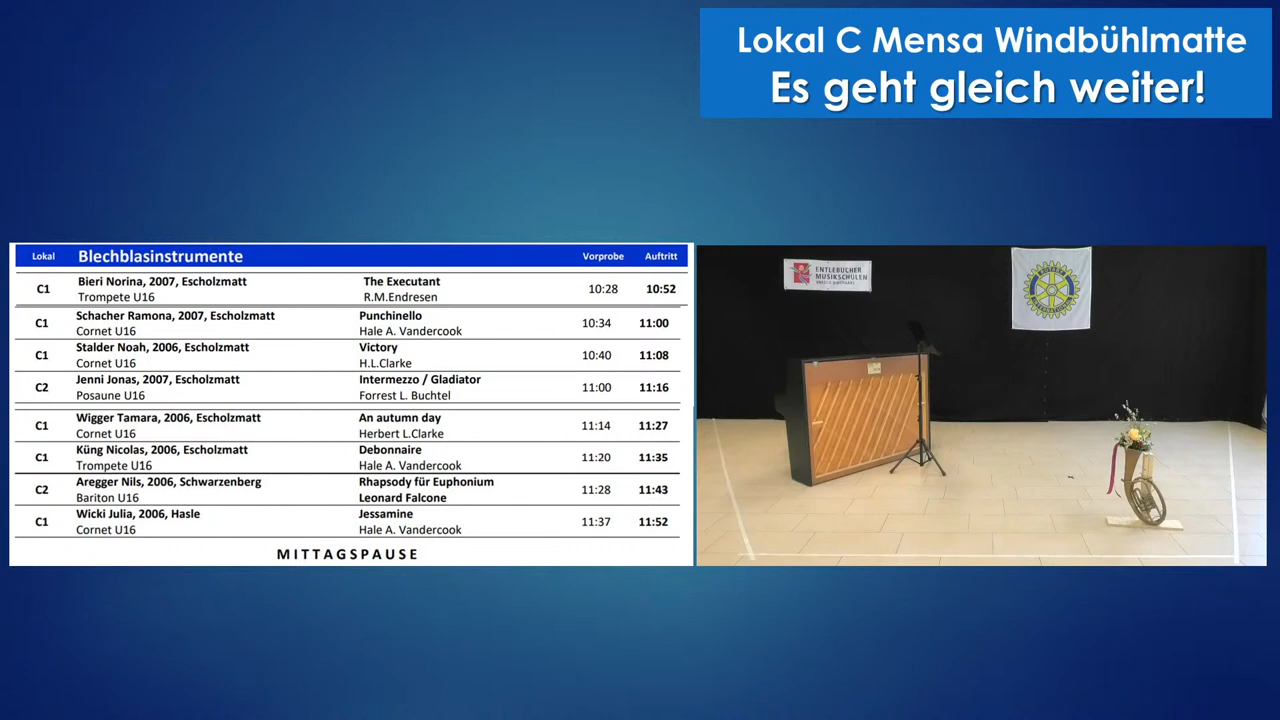 Lokal C Mensa Windbühlmatte
Es geht gleich weiter!
Lokal Blechblasinstrumente Vorprobe Auftritt
C1 Bieri Norina, 2007, Escholzmatt The Executant 10:28 10:52
Trompete U16 R.M.Endresen
C1 Schacher Ramona, 2007, Escholzmatt Punchinello 10:34 11:00
Cornet U16 Hale A. Vandercook
C1 Stalder Noah, 2006, Escholzmatt Victory 10:40 11:08
Cornet U16 H.L.Clarke
C2 Jenni Jonas, 2007, Escholzmatt Intermezzo / Gladiator 11:00 11:16
Posaune U16 Forrest L. Buchtel
C1 Wigger Tamara, 2006, Escholzmatt An autumn day 11:14 11:27
Cornet U16 Herbert L.Clarke
C1 Küng Nicolas, 2006, Escholzmatt Debonnaire 11:20 11:35
Trompete U16 Hale A. Vandercook
C2 Aregger Nils, 2006, Schwarzenberg Rhapsody für Euphonium 11:28 11:43
Bariton U16 Leonard Falcone
C1 Wicki Julia, 2006, Hasle Jessamine 11:37 11:52
Cornet U16 Hale A. Vandercook
MITTAGSPAUSE
ENTLEBUCHER
MUSIKSCHULEN
ROTARY
INTERNATIONAL